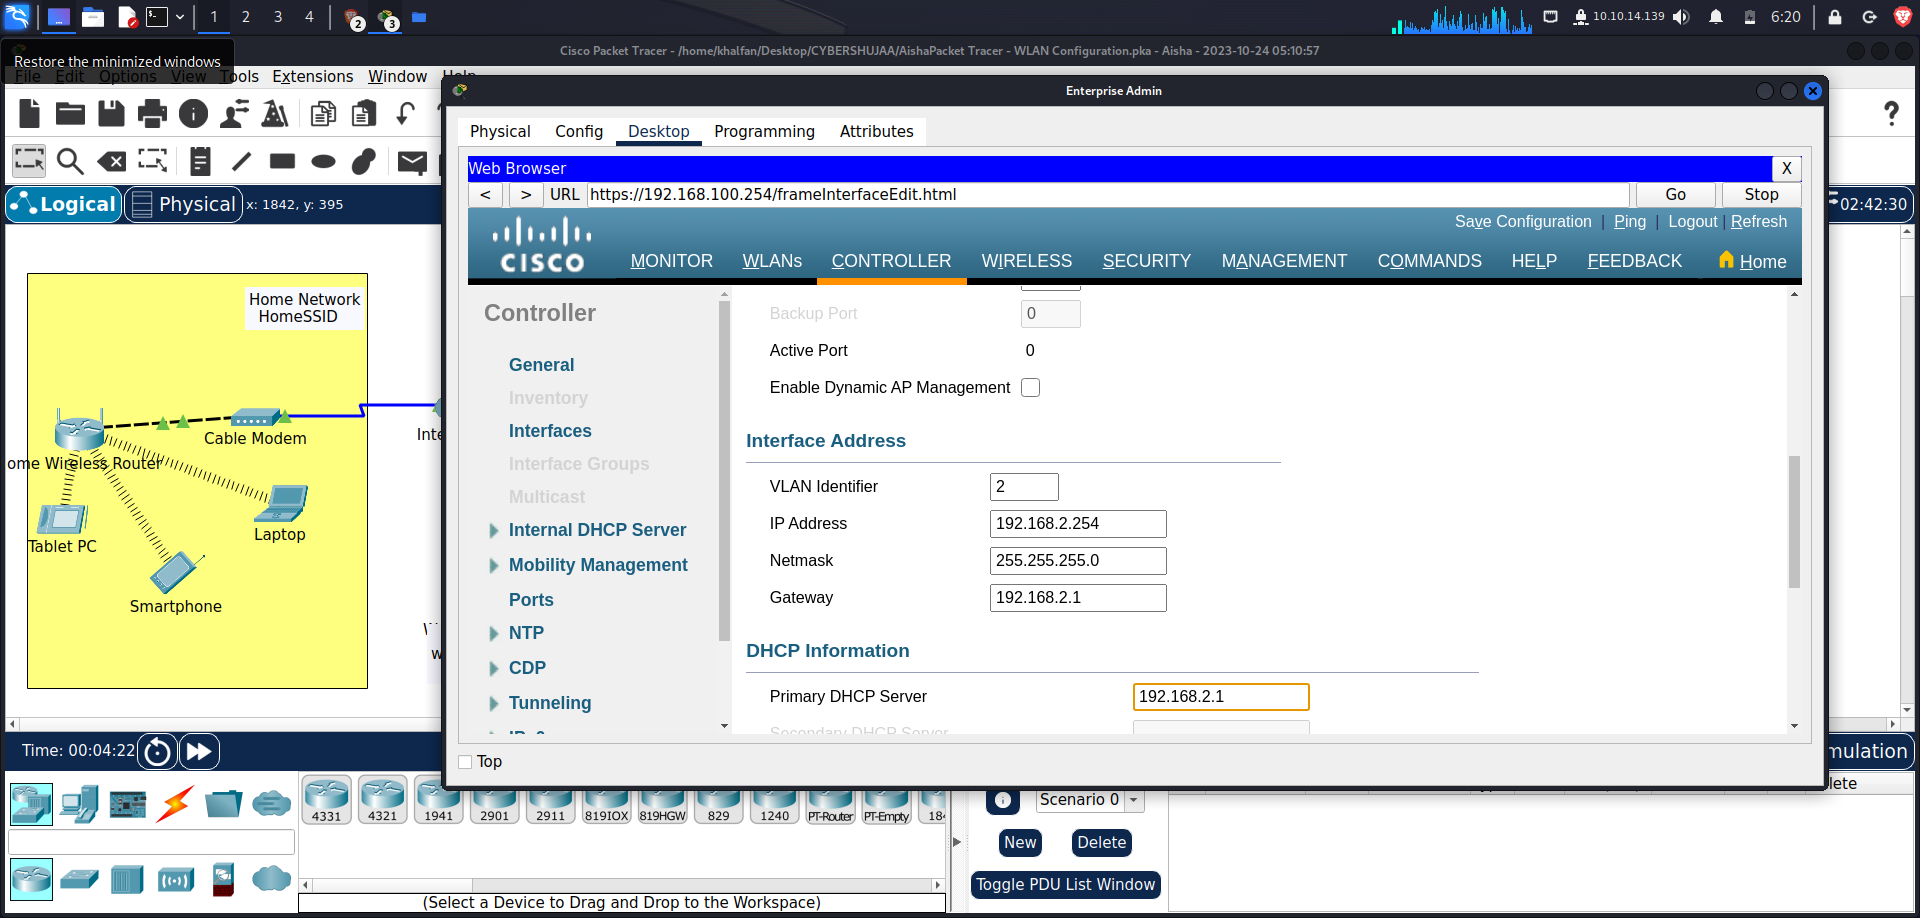 1 2 3 4 2 3 10.10.14.139 6:20
Cisco Packet Tracer - /home/khalfan/Desktop/CYBERSHUJAA/AishaPacket Tracer - WLAN Configuration.pka - Aisha - 2023-10-24 05:10:57
Restore the minimized windows
File Edit Options View Tools Extensions Window Help
Enterprise Admin
Physical Config Desktop Programming Attributes
Web Browser X
< > URL https://192.168.100.254/frameInterfaceEdit.html Go Stop
Logical Physical x: 1842, y: 395 02:42:30
Save Configuration | Ping | Logout | Refresh
CISCO MONITOR WLANs CONTROLLER WIRELESS SECURITY MANAGEMENT COMMANDS HELP FEEDBACK Home
Controller
General
Inventory
Interfaces
Interface Groups
Multicast
Internal DHCP Server
Mobility Management
Ports
NTP
CDP
Tunneling
Backup Port 0
Active Port 0
Enable Dynamic AP Management
Interface Address
VLAN Identifier 2
IP Address 192.168.2.254
Netmask 255.255.255.0
Gateway 192.168.2.1
DHCP Information
Primary DHCP Server 192.168.2.1
Secondary DHCP Server
Top
Home Network
HomeSSID
Cable Modem
Inte
ome Wireless Router
Tablet PC
Laptop
Smartphone
w
Time: 00:04:22
mulation
4331 4321 1941 2901 2911 819IOX 819HGW 829 1240 PT-Router PT-Empty 184
Scenario 0
lete
New Delete
Toggle PDU List Window
(Select a Device to Drag and Drop to the Workspace)